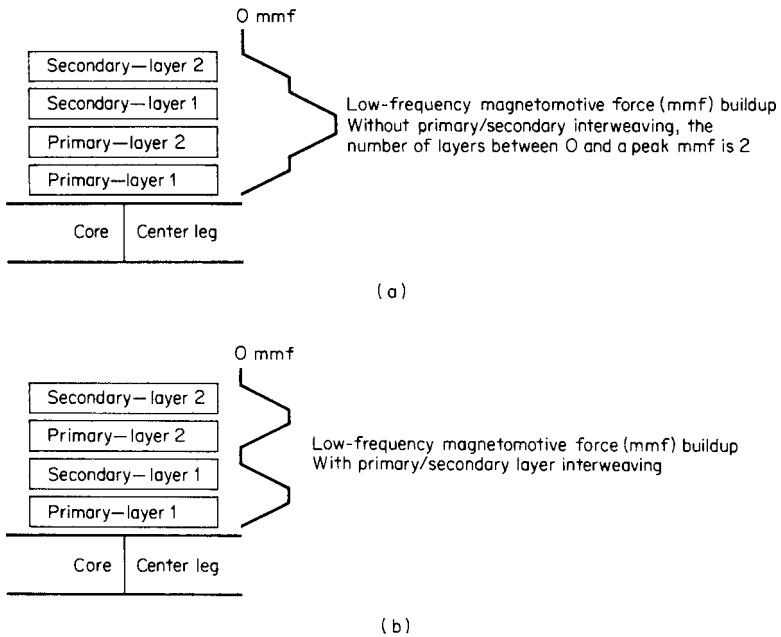 0 mmf
Secondary—layer 2
Secondary—layer 1
Primary—layer 2
Primary—layer 1
Low-frequency magnetomotive force (mmf) buildup
Without primary/secondary interweaving, the
number of layers between 0 and a peak mmf is 2
Core
Center leg
(a)
0 mmf
Secondary—layer 2
Primary—layer 2
Secondary—layer 1
Primary—layer 1
Low-frequency magnetomotive force (mmf) buildup
With primary/secondary layer interweaving
Core
Center leg
(b)